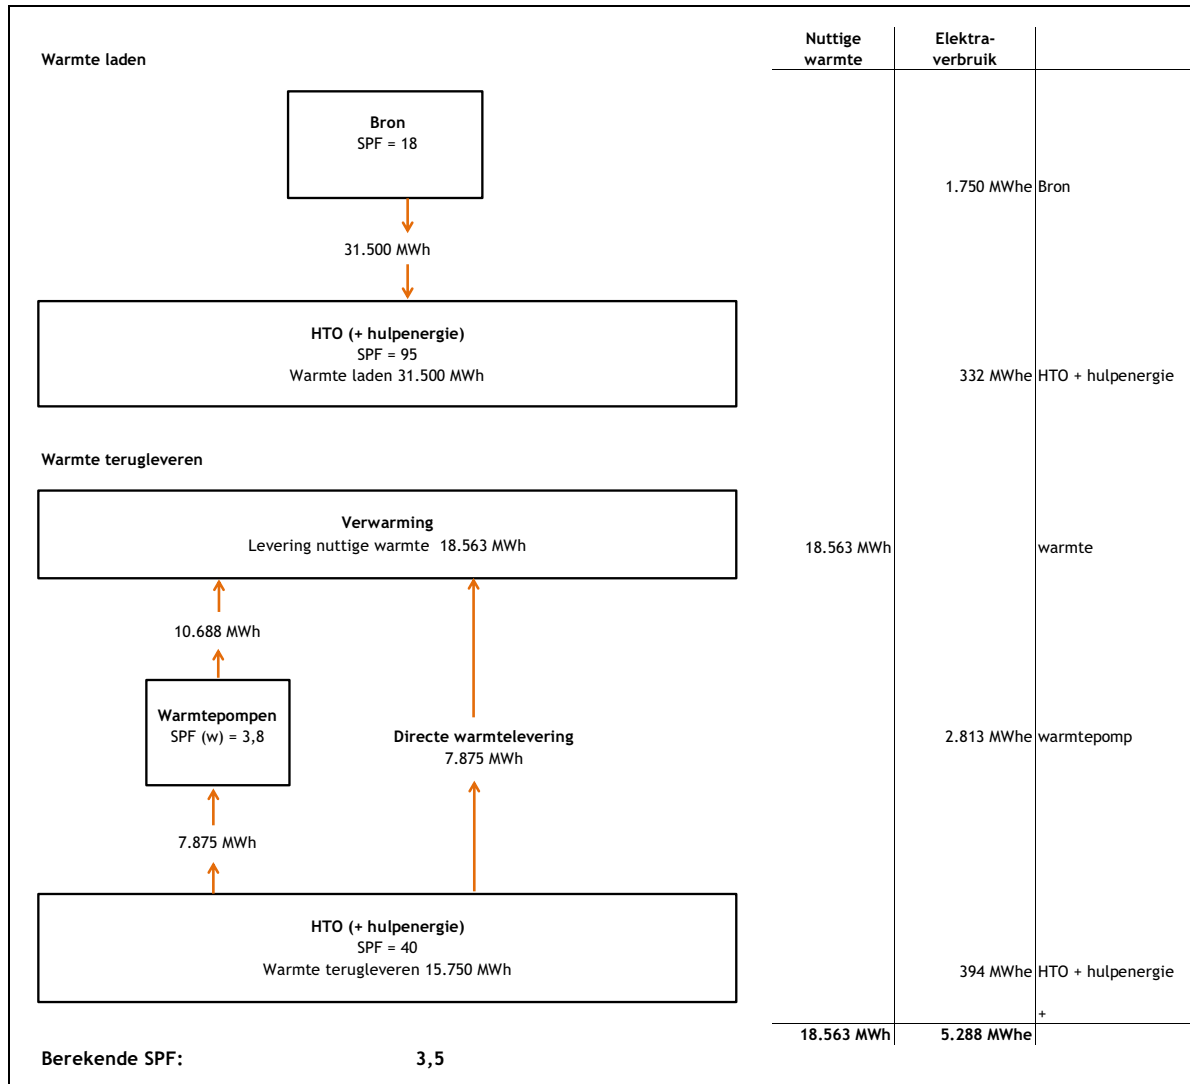 Nuttige warmte
Elektra-verbruik
Warmte laden
Bron
SPF = 18
1.750 MWhe Bron
31.500 MWh
HTO (+ hulpenergie)
SPF = 95
Warmte laden 31.500 MWh
332 MWhe HTO + hulpenergie
Warmte terugleveren
Verwarming
Levering nuttige warmte 18.563 MWh
18.563 MWh warmte
10.688 MWh
Warmtepompen
SPF (w) = 3,8
Directe warmtelevering
7.875 MWh
2.813 MWhe warmtepomp
7.875 MWh
HTO (+ hulpenergie)
SPF = 40
Warmte terugleveren 15.750 MWh
394 MWhe HTO + hulpenergie
+
18.563 MWh 5.288 MWhe
Berekende SPF: 3,5